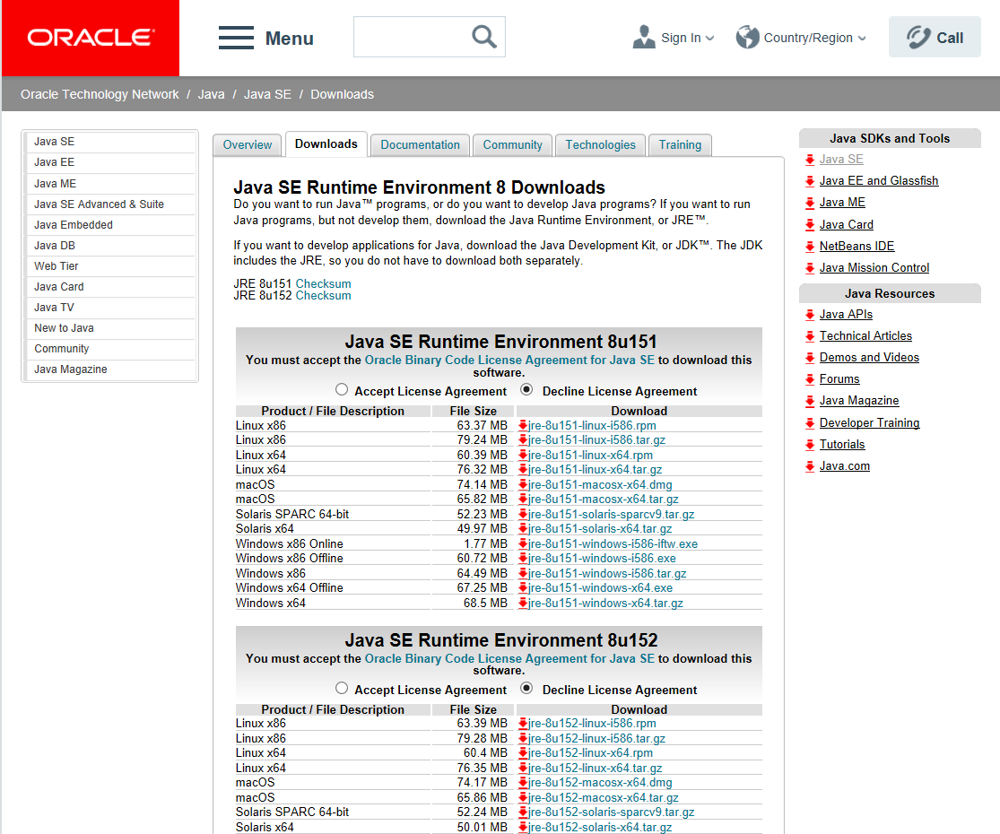 ORACLE
Menu
Sign In
Country/Region
Call
Oracle Technology Network / Java / Java SE / Downloads
Java SE
Java EE
Java ME
Java SE Advanced & Suite
Java Embedded
Java DB
Web Tier
Java Card
Java TV
New to Java
Community
Java Magazine
Overview Downloads Documentation Community Technologies Training
Java SE Runtime Environment 8 Downloads
Do you want to run Java™ programs, or do you want to develop Java programs? If you want to run
Java programs, but not develop them, download the Java Runtime Environment, or JRE™.
If you want to develop applications for Java, download the Java Development Kit, or JDK™. The JDK
includes the JRE, so you do not have to download both separately.
JRE 8u151 Checksum
JRE 8u152 Checksum
Java SE Runtime Environment 8u151
You must accept the Oracle Binary Code License Agreement for Java SE to download this
software.
Accept License Agreement Decline License Agreement
Product / File Description File Size Download
Linux x86 63.37 MB jre-8u151-linux-i586.rpm
Linux x86 79.24 MB jre-8u151-linux-i586.tar.gz
Linux x64 60.39 MB jre-8u151-linux-x64.rpm
Linux x64 76.32 MB jre-8u151-linux-x64.tar.gz
macOS 74.14 MB jre-8u151-macosx-x64.dmg
macOS 65.82 MB jre-8u151-macosx-x64.tar.gz
Solaris SPARC 64-bit 52.23 MB jre-8u151-solaris-sparcv9.tar.gz
Solaris x64 49.97 MB jre-8u151-solaris-x64.tar.gz
Windows x86 Online 1.77 MB jre-8u151-windows-i586-iftw.exe
Windows x86 Offline 60.72 MB jre-8u151-windows-i586.exe
Windows x86 64.49 MB jre-8u151-windows-i586.tar.gz
Windows x64 Offline 67.25 MB jre-8u151-windows-x64.exe
Windows x64 68.5 MB jre-8u151-windows-x64.tar.gz
Java SE Runtime Environment 8u152
You must accept the Oracle Binary Code License Agreement for Java SE to download this
software.
Accept License Agreement Decline License Agreement
Product / File Description File Size Download
Linux x86 63.39 MB jre-8u152-linux-i586.rpm
Linux x86 79.28 MB jre-8u152-linux-i586.tar.gz
Linux x64 60.4 MB jre-8u152-linux-x64.rpm
Linux x64 76.35 MB jre-8u152-linux-x64.tar.gz
macOS 74.17 MB jre-8u152-macosx-x64.dmg
macOS 65.86 MB jre-8u152-macosx-x64.tar.gz
Solaris SPARC 64-bit 52.24 MB jre-8u152-solaris-sparcv9.tar.gz
Solaris x64 50.01 MB jre-8u152-solaris-x64.tar.gz
Java SDKs and Tools
Java SE
Java EE and Glassfish
Java ME
Java Card
NetBeans IDE
Java Mission Control
Java Resources
Java APIs
Technical Articles
Demos and Videos
Forums
Java Magazine
Developer Training
Tutorials
Java.com